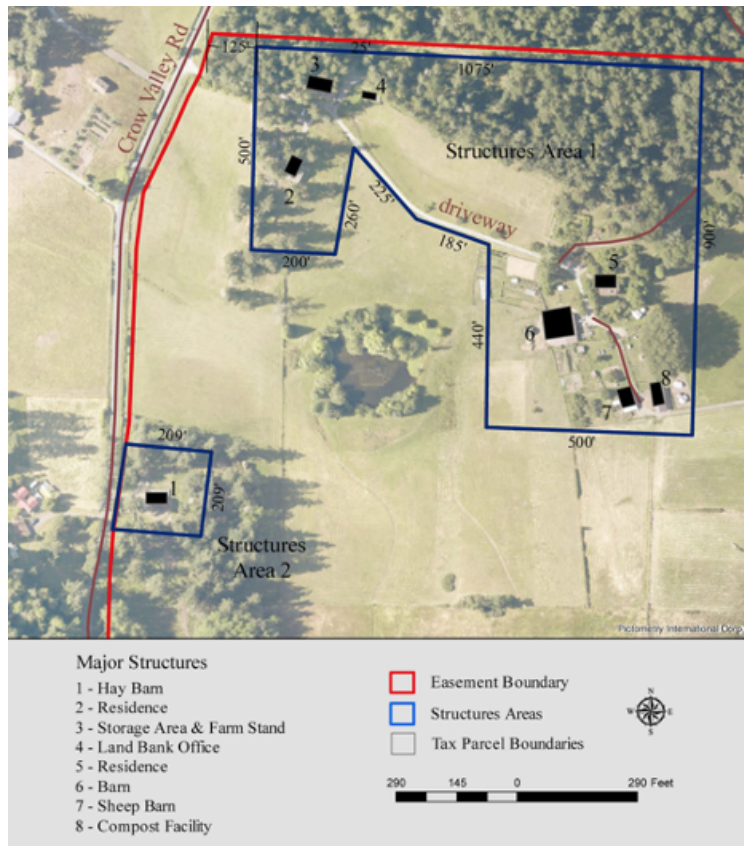 Crow Valley Rd
125'
25'
1075'
3
4
500'
2
Structures Area 1
225'
260'
driveway
185'
200'
900'
5
6
440'
7
8
500'
209'
1
209'
Structures
Area 2
Pictometry International Corp
Major Structures
1 - Hay Barn
2 - Residence
3 - Storage Area & Farm Stand
4 - Land Bank Office
5 - Residence
6 - Barn
7 - Sheep Barn
8 - Compost Facility
Easement Boundary
Structures Areas
Tax Parcel Boundaries
N
W
E
S
290 145 0 290 Feet